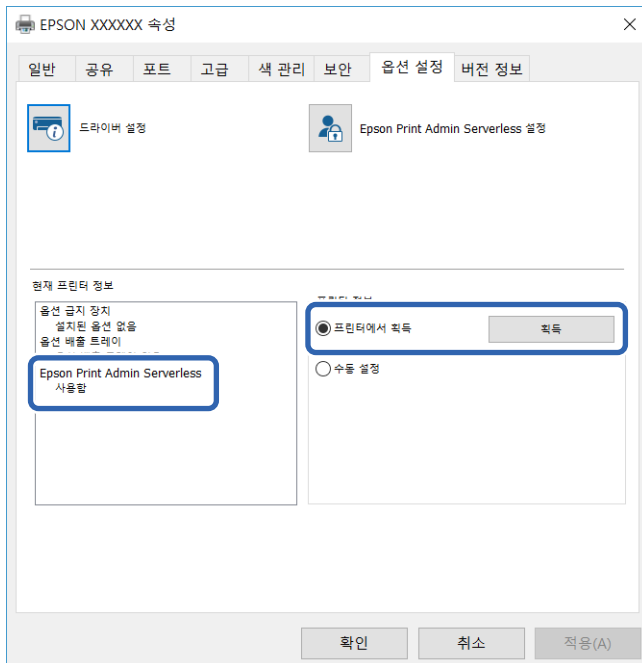 EPSON XXXXXX 속성
일반 공유 포트 고급 색 관리 보안 옵션 설정 버전 정보
드라이버 설정
Epson Print Admin Serverless 설정
현재 프린터 정보
옵션 급지 장치
설치된 옵션 없음
옵션 배출 트레이
Epson Print Admin Serverless
사용함
프린터에서 획득
획득
수동 설정
확인 취소 적용(A)